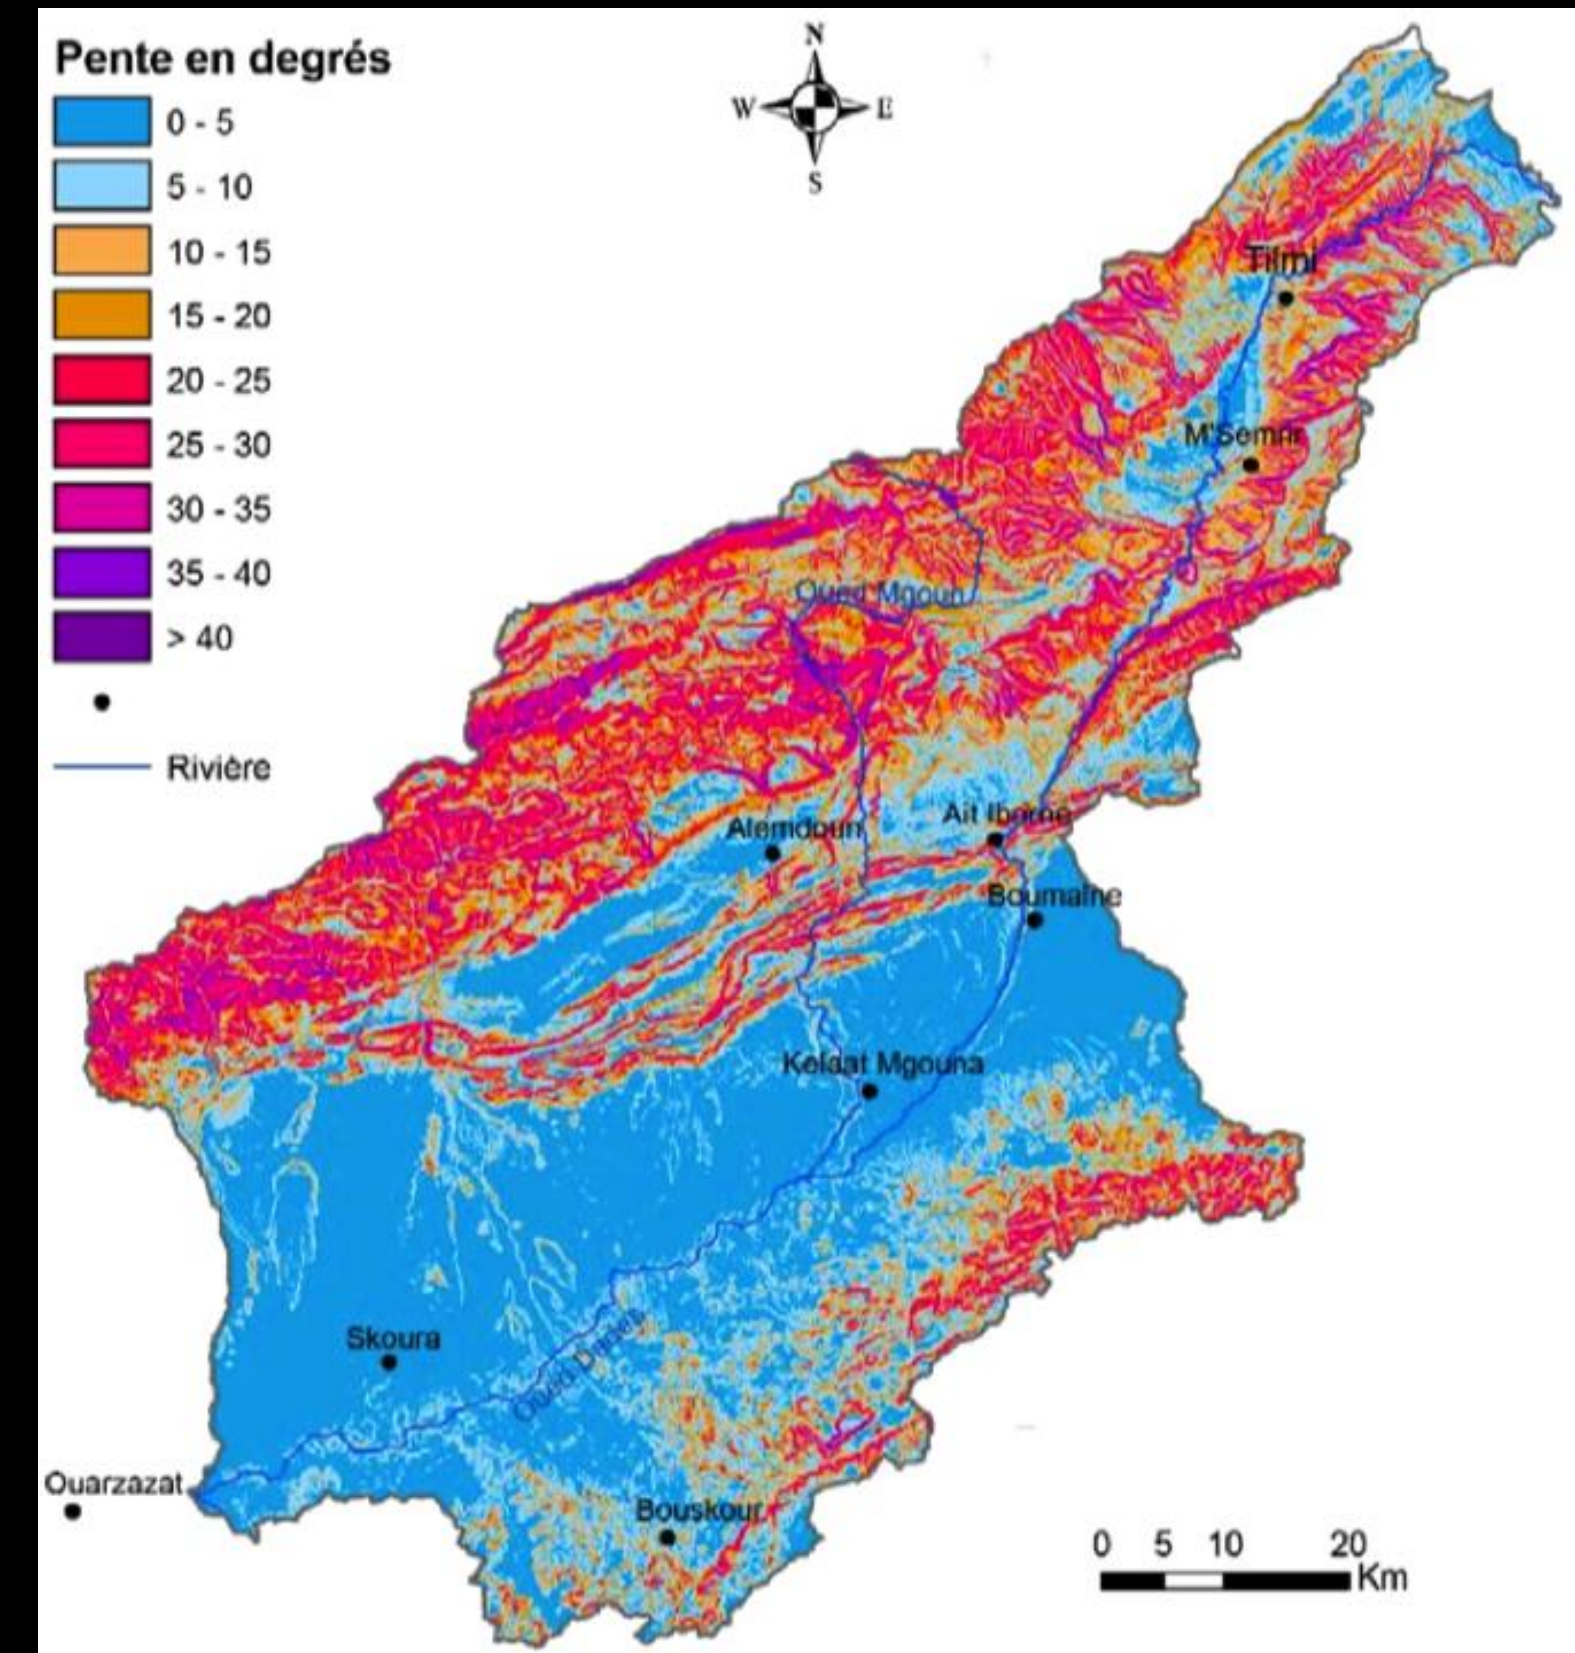 Pente en degrés
0 - 5
5 - 10
10 - 15
15 - 20
20 - 25
25 - 30
30 - 35
35 - 40
> 40
Rivière
N
W E
S
Tilmi
M'Semrir
Oued Mgoun
Alemdoun
Ait Iborne
Boumalne
Kelaat Mgouna
Skoura
Oued Dades
Ouarzazat
Bouskour
0 5 10 20
Km